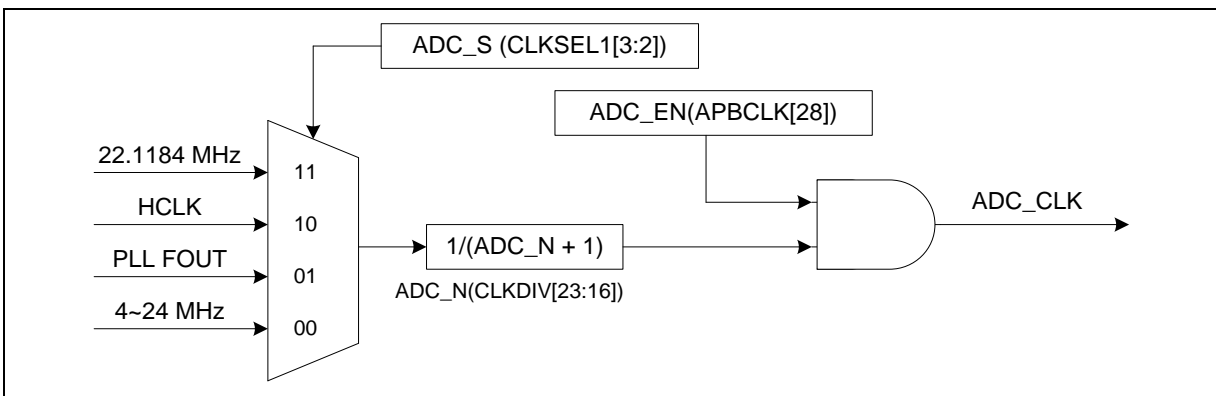 ADC_S (CLKSEL1[3:2])
ADC_EN(APBCLK[28])
22.1184 MHz
11
HCLK
10
PLL FOUT
01
4~24 MHz
00
1/(ADC_N + 1)
ADC_N(CLKDIV[23:16])
ADC_CLK